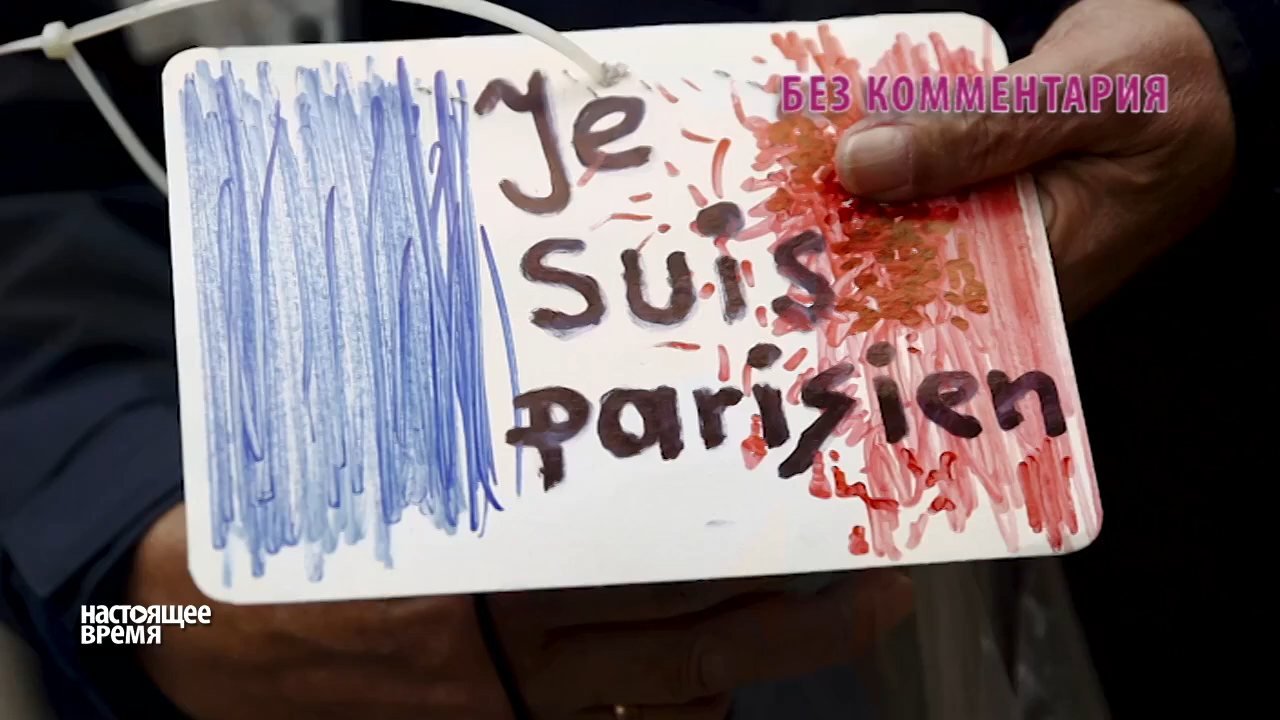 БЕЗ КОММЕНТАРИЯ
Je
suis
parisien
НАСТОЯЩЕЕ
ВРЕМЯ